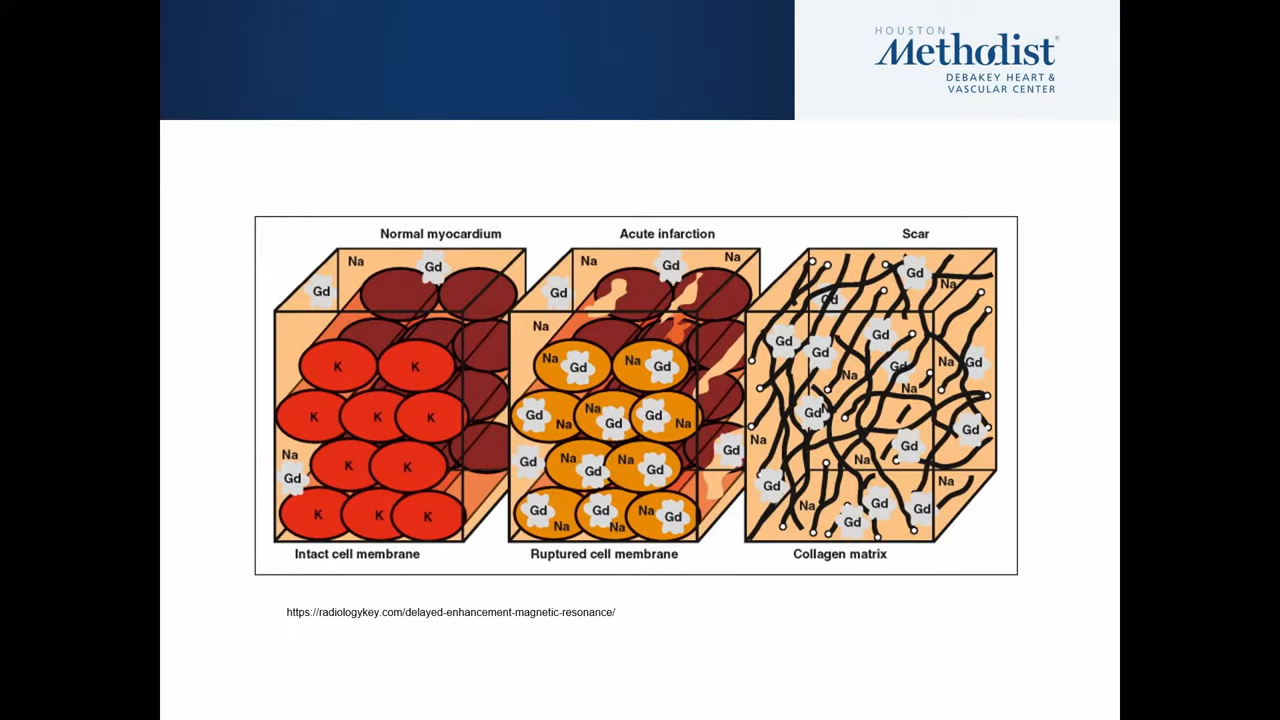 HOUSTON
Methodist®
DEBAKEY HEART &
VASCULAR CENTER
Normal myocardium
Na
Gd
Gd
K
K
K
K
K
K
K
Na
Gd
K
K
K
Intact cell membrane
Acute infarction
Na
Gd
Na
Gd
Na
Na
Gd
Na
Gd
Gd
Na
Na
Gd
Gd
Na
Gd
Gd
Na
Gd
Na
Gd
Gd
Na
Gd
Na
Na
Gd
Ruptured cell membrane
Scar
Gd
Na
Gd
Gd
Gd
Gd
Gd
Na
Gd
Na
Na
Gd
N
Gd
Na
Gd
Na
Gd
Na
Na
Gd
Gd
Gd
Collagen matrix
https://radiologykey.com/delayed-enhancement-magnetic-resonance/